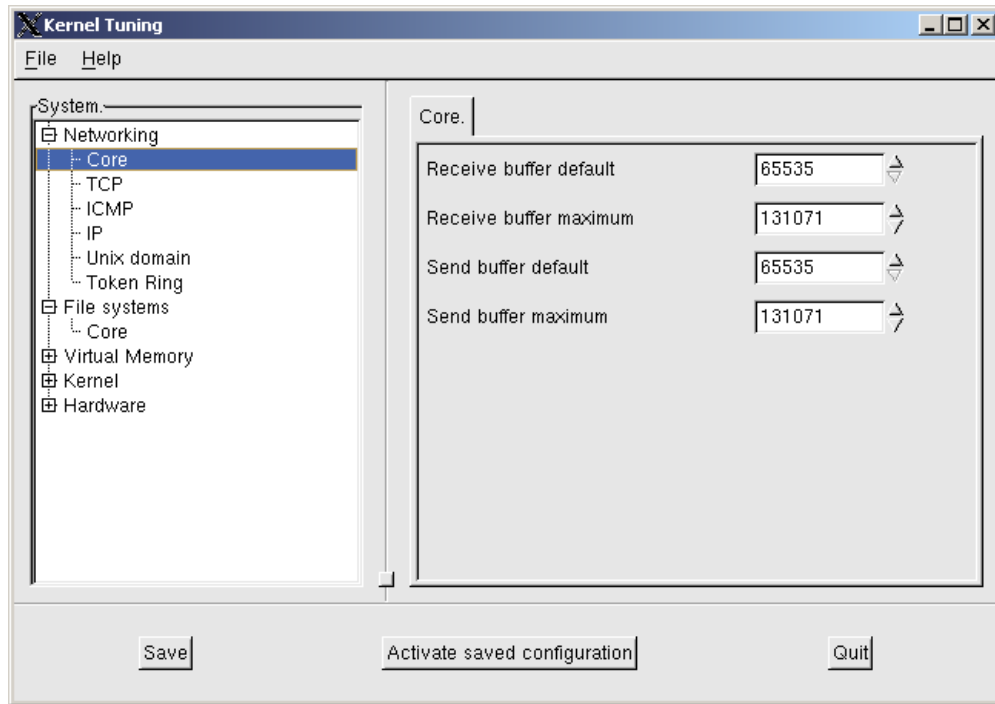 Kernel Tuning
File Help
System.
Networking
Core
TCP
ICMP
IP
Unix domain
Token Ring
File systems
Core
Virtual Memory
Kernel
Hardware
Core.
Receive buffer default 65535
Receive buffer maximum 131071
Send buffer default 65535
Send buffer maximum 131071
Save Activate saved configuration Quit